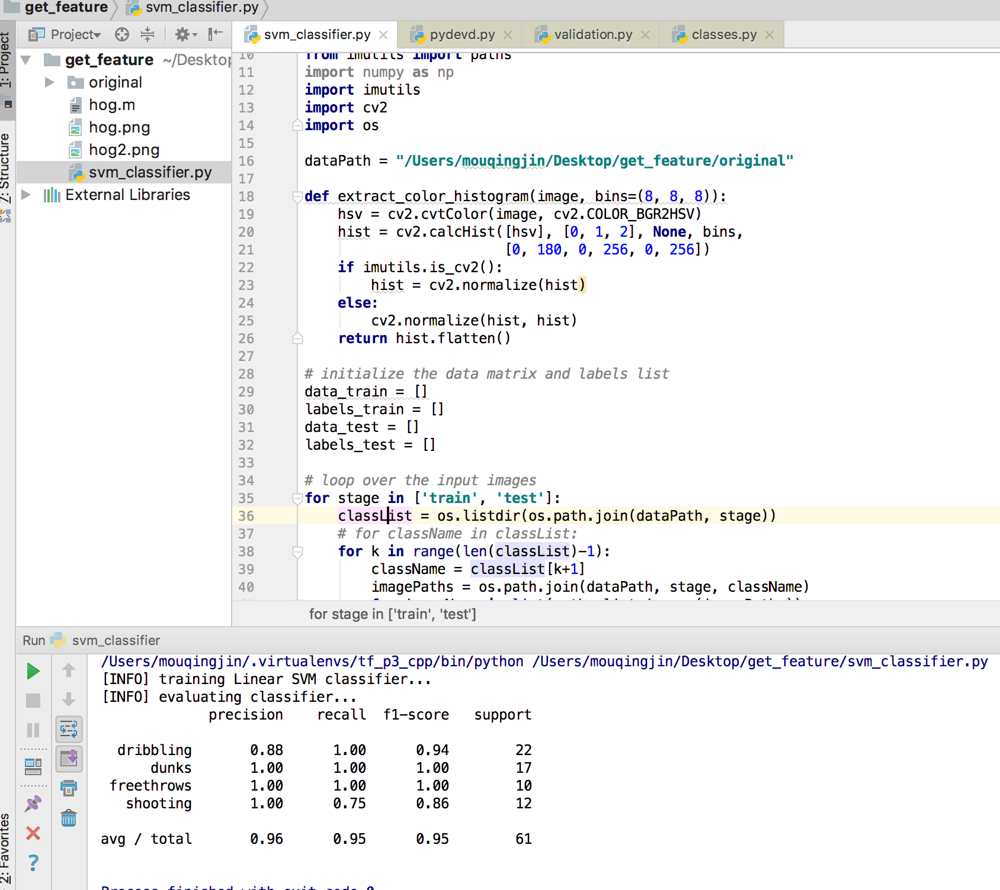 get_feature svm_classifier.py
Project
svm_classifier.py pydevd.py validation.py classes.py
1: Project
7: Structure
2: Favorites
get_feature ~/Desktop
original
hog.m
hog.png
hog2.png
svm_classifier.py
External Libraries
10 from imutils import paths
11 import numpy as np
12 import imutils
13 import cv2
14 import os
15
16 dataPath = "/Users/mouqingjin/Desktop/get_feature/original"
17
18 def extract_color_histogram(image, bins=(8, 8, 8)):
19 hsv = cv2.cvtColor(image, cv2.COLOR_BGR2HSV)
20 hist = cv2.calcHist([hsv], [0, 1, 2], None, bins,
21 [0, 180, 0, 256, 0, 256])
22 if imutils.is_cv2():
23 hist = cv2.normalize(hist)
24 else:
25 cv2.normalize(hist, hist)
26 return hist.flatten()
27
28 # initialize the data matrix and labels list
29 data_train = []
30 labels_train = []
31 data_test = []
32 labels_test = []
33
34 # loop over the input images
35 for stage in ['train', 'test']:
36 classList = os.listdir(os.path.join(dataPath, stage))
37 # for className in classList:
38 for k in range(len(classList)-1):
39 className = classList[k+1]
40 imagePaths = os.path.join(dataPath, stage, className)
for stage in ['train', 'test']
Run svm_classifier
/Users/mouqingjin/.virtualenvs/tf_p3_cpp/bin/python /Users/mouqingjin/Desktop/get_feature/svm_classifier.py
[INFO] training Linear SVM classifier...
[INFO] evaluating classifier...
precision recall f1-score support
dribbling 0.88 1.00 0.94 22
dunks 1.00 1.00 1.00 17
freethrows 1.00 1.00 1.00 10
shooting 1.00 0.75 0.86 12
avg / total 0.96 0.95 0.95 61
Process finished with exit code 0